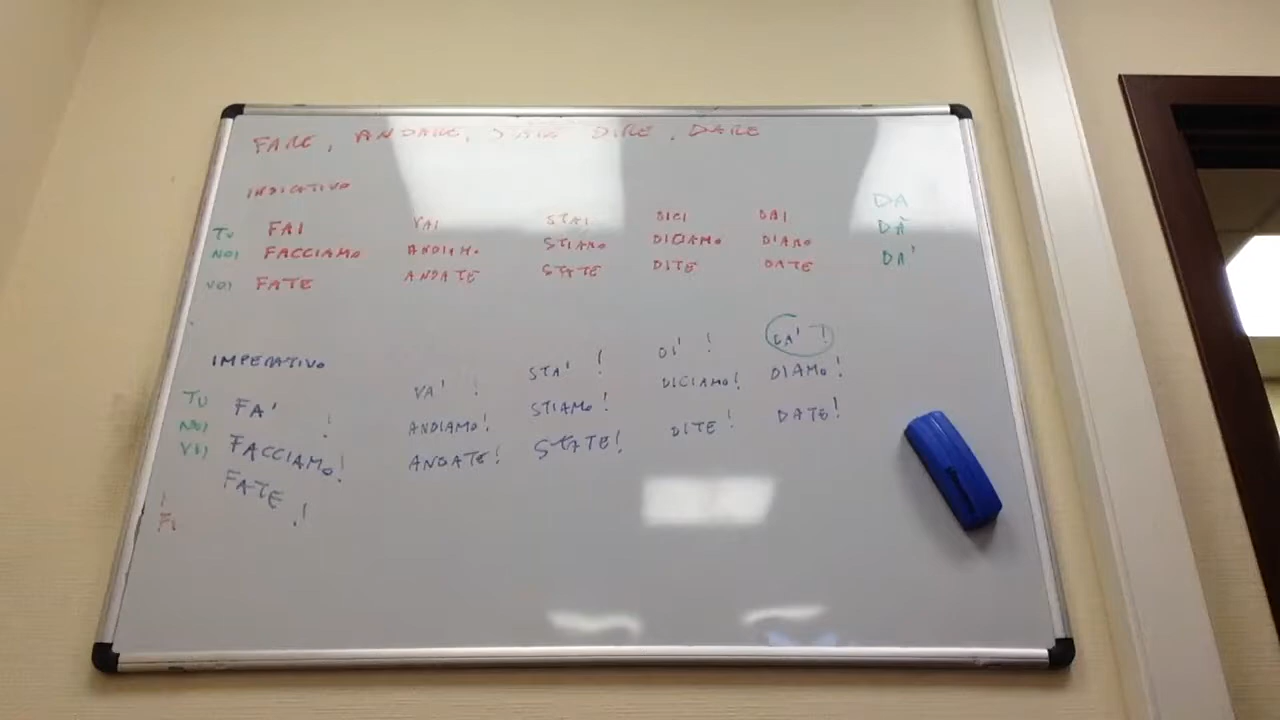 FARE, ANDARE, STARE DIRE, DARE
INDICATIVO
DA
TU FAI VAI STAI DICI DAI DÀ
NOI FACCIAMO ANDIAMO STIAMO DICIAMO DIAMO DA'
VOI FATE ANDATE STATE DITE DATE
IMPERATIVO
TU FA' ! VA' ! STA' ! DI' ! DA' !
NOI FACCIAMO! ANDIAMO! STIAMO! DICIAMO! DIAMO!
VOI FATE ! ANDATE! STATE! DITE! DATE!